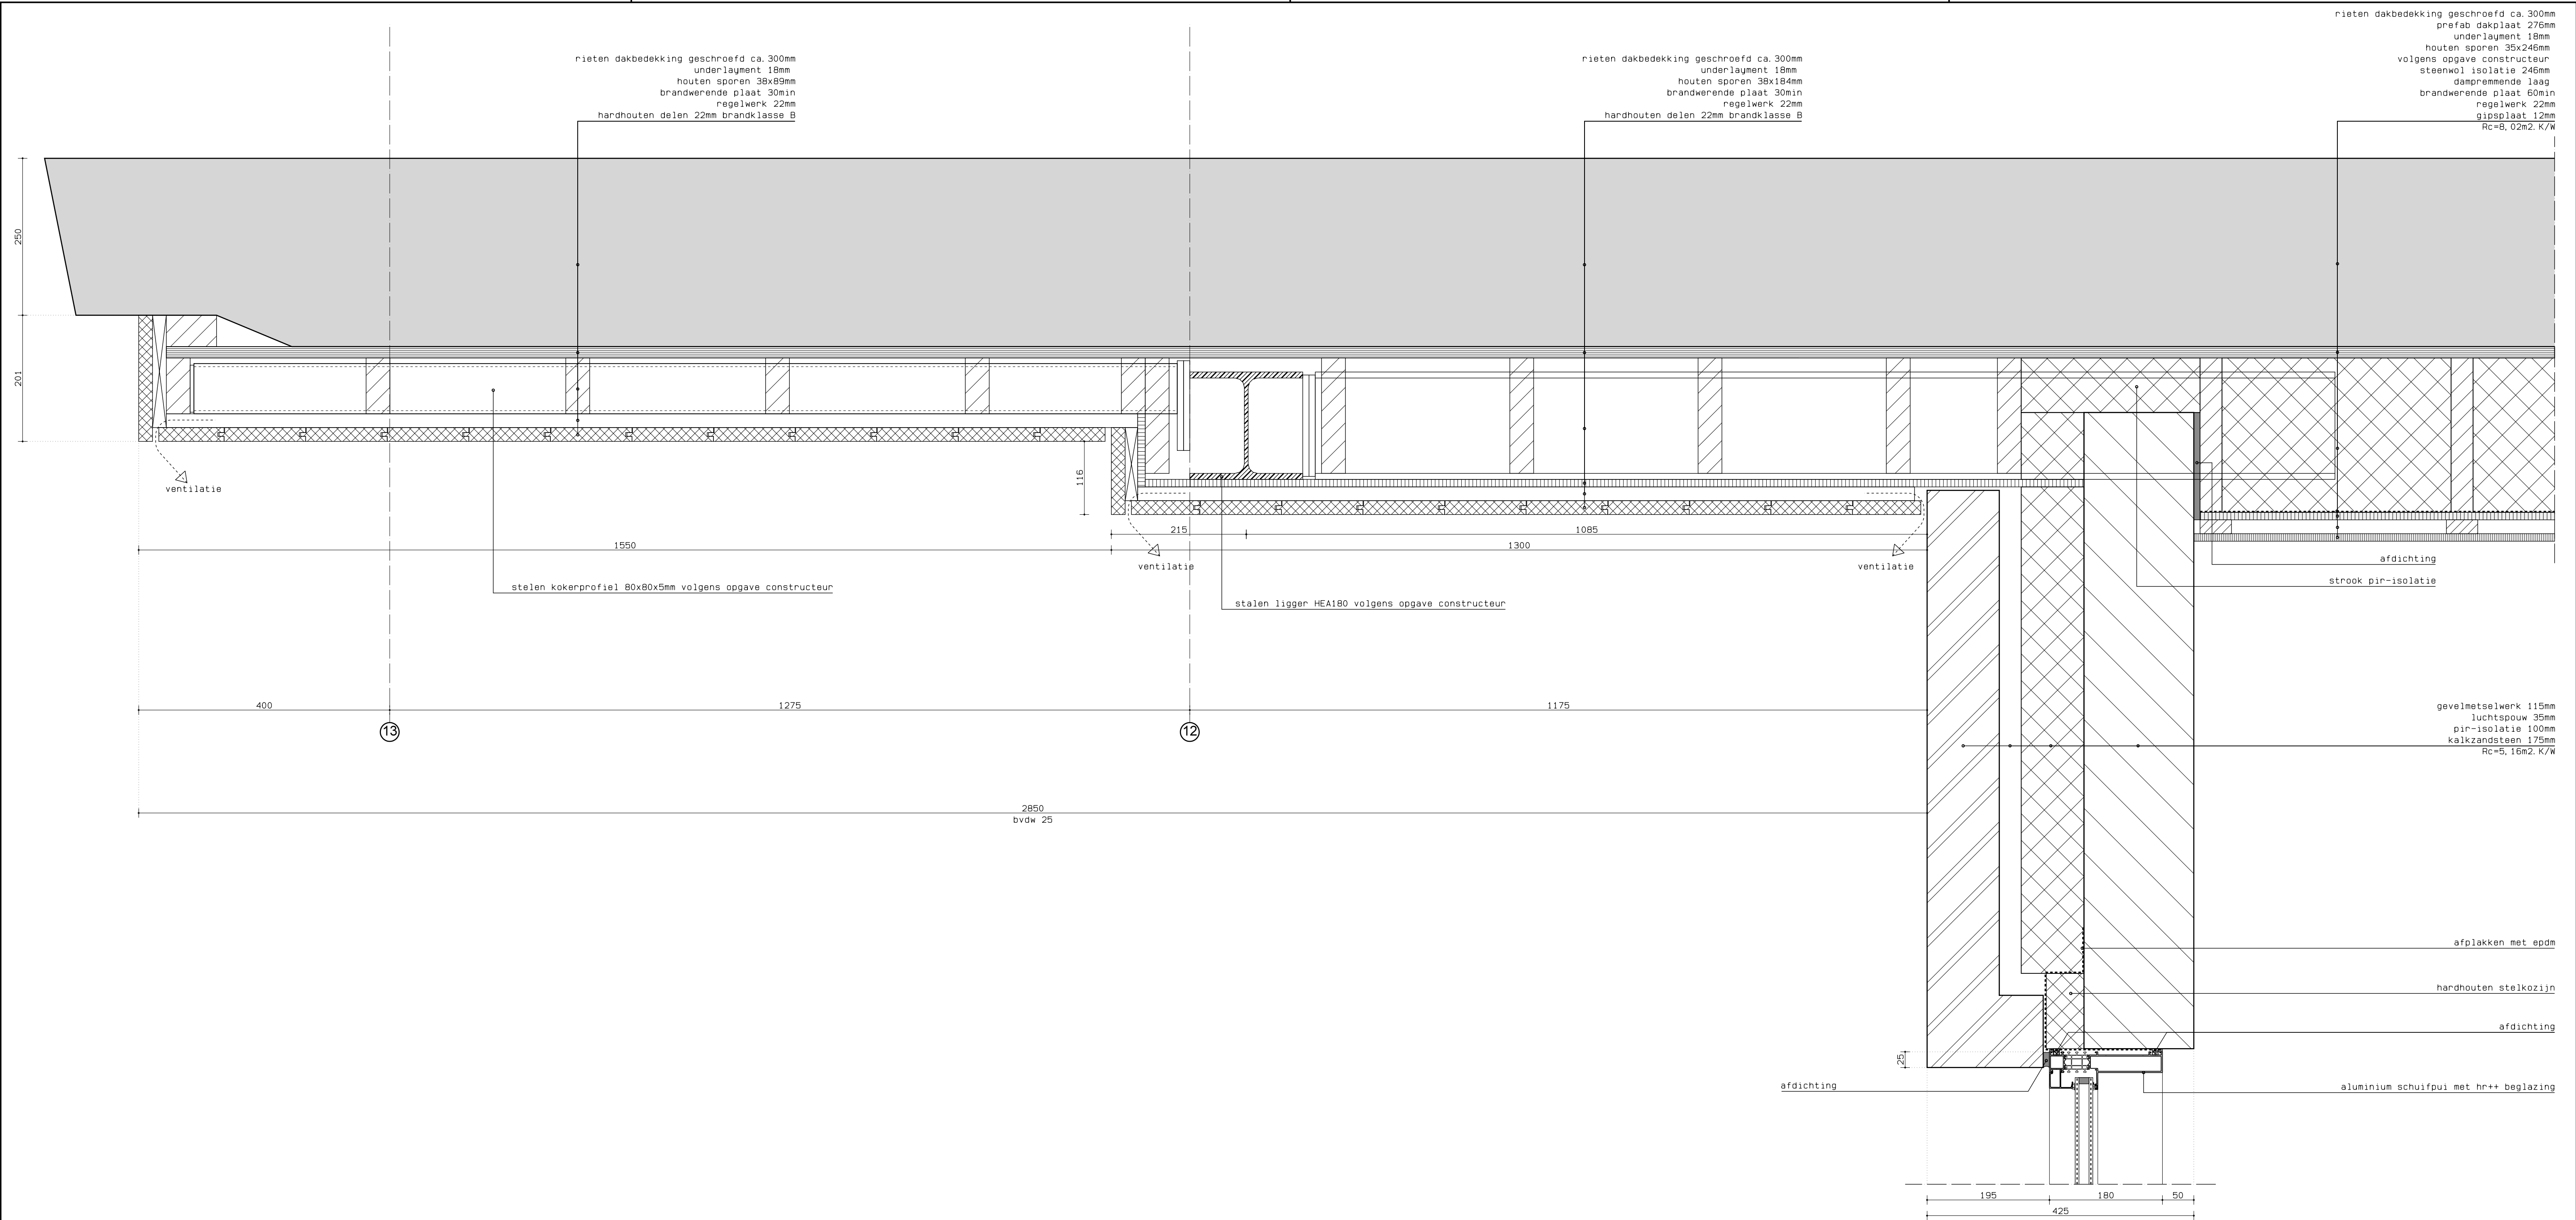 rieten dakbedekking geschroefd ca. 300mm
underlayment 18mm
houten sporen 38x89mm
brandwerende plaat 30min
regelwerk 22mm
hardhouten delen 22mm brandklasse B
rieten dakbedekking geschroefd ca. 300mm
underlayment 18mm
houten sporen 38x184mm
brandwerende plaat 30min
regelwerk 22mm
hardhouten delen 22mm brandklasse B
rieten dakbedekking geschroefd ca. 300mm
prefab dakplaat 276mm
underlayment 18mm
houten sporen 35x246mm
volgens opgave constructeur
steenwol isolatie 246mm
dampremmende laag
brandwerende plaat 60min
regelwerk 22mm
gipsplaat 12mm
Rc=8,02m2.K/W
250
201
116
ventilatie
215
1085
1550
1300
ventilatie
ventilatie
afdichting
strook pir-isolatie
stelen kokerprofiel 80x80x5mm volgens opgave constructeur
stalen ligger HEA180 volgens opgave constructeur
400
1275
1175
13
12
gevelmetselwerk 115mm
luchtspouw 35mm
pir-isolatie 100mm
kalkzandsteen 175mm
Rc=5,16m2.K/W
2850
bvdw 25
afplakken met epdm
hardhouten stelkozijn
afdichting
25
afdichting
aluminium schuifpui met hr++ beglazing
195
180
50
425